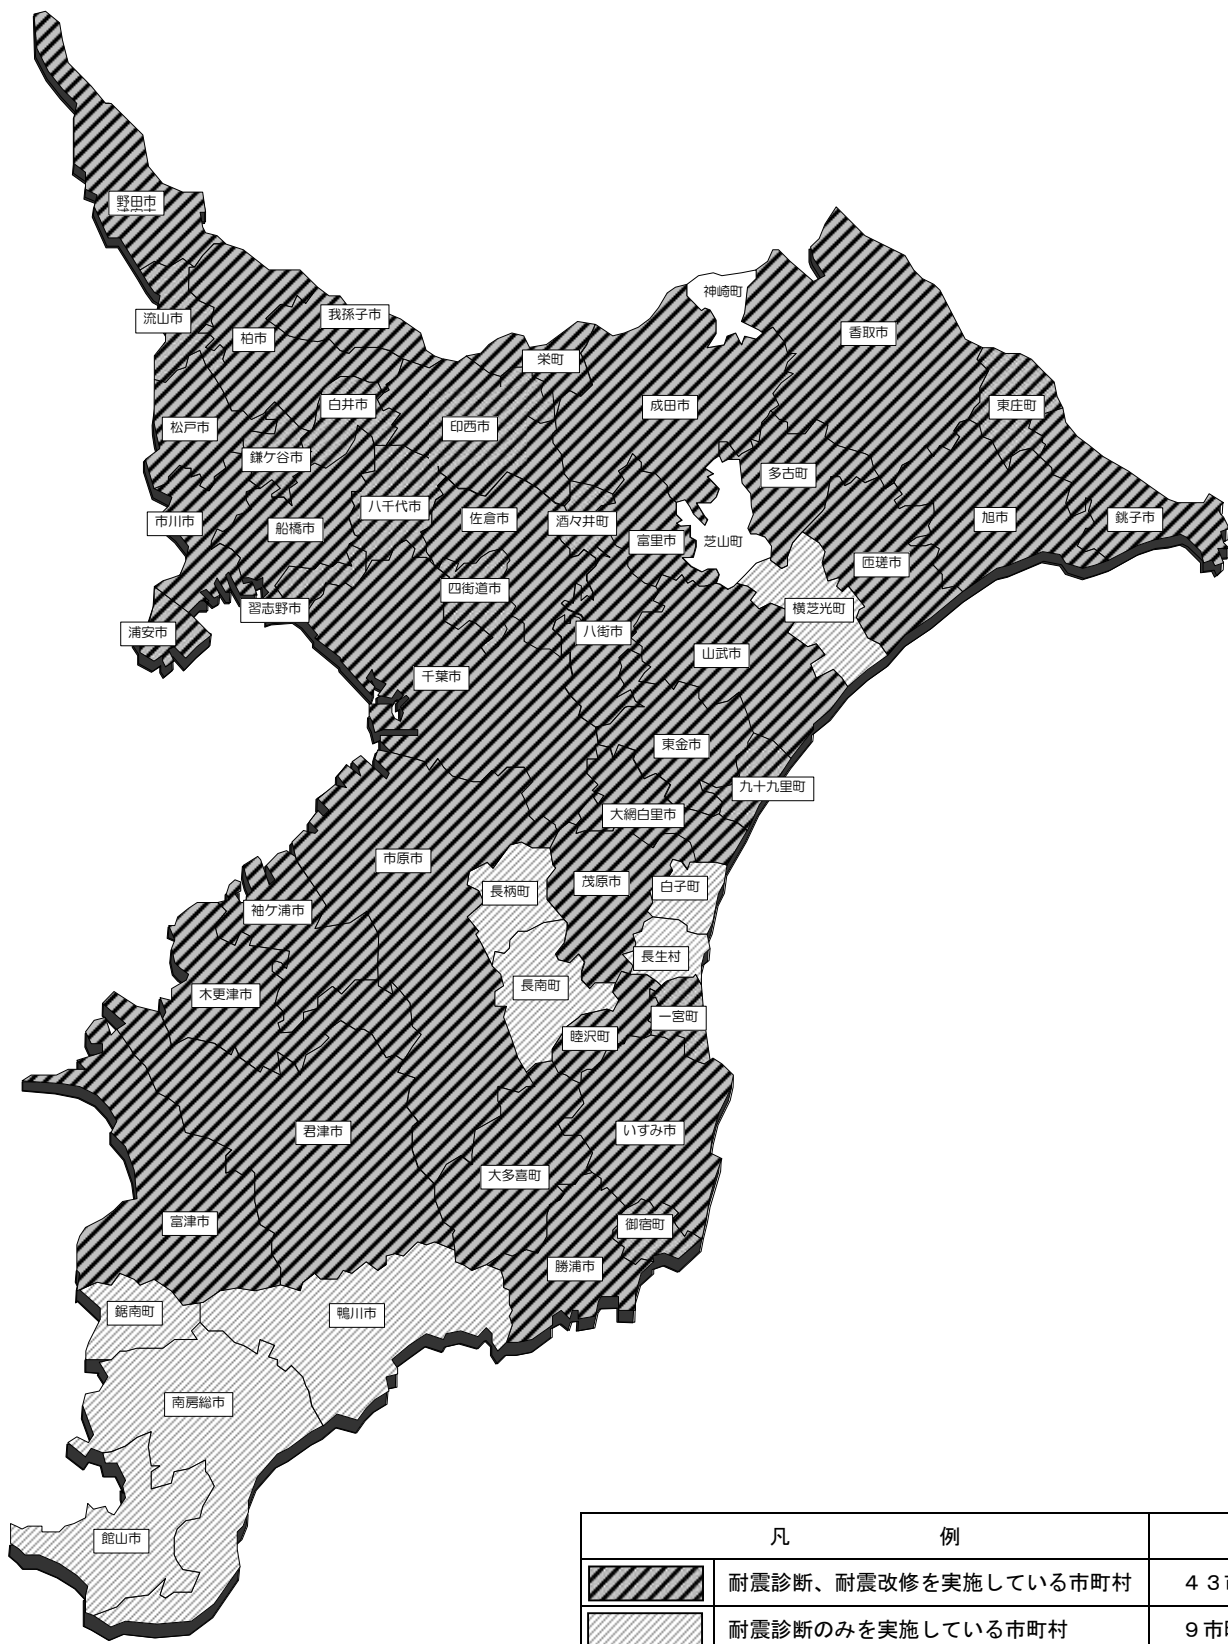 野田市
流山市
柏市
我孫子市
神崎町
香取市
栄町
白井市
成田市
東庄町
松戸市
印西市
鎌ケ谷市
多古町
市川市
船橋市
八千代市
佐倉市
酒々井町
富里市
芝山町
旭市
銚子市
匝瑳市
四街道市
習志野市
横芝光町
浦安市
八街市
山武市
千葉市
東金市
九十九里町
大網白里市
市原市
長柄町
茂原市
白子町
袖ケ浦市
長生村
木更津市
長南町
一宮町
睦沢町
君津市
いすみ市
大多喜町
富津市
御宿町
勝浦市
鋸南町
鴨川市
南房総市
館山市
凡　例
耐震診断、耐震改修を実施している市町村　４３市
耐震診断のみを実施している市町村　９市町